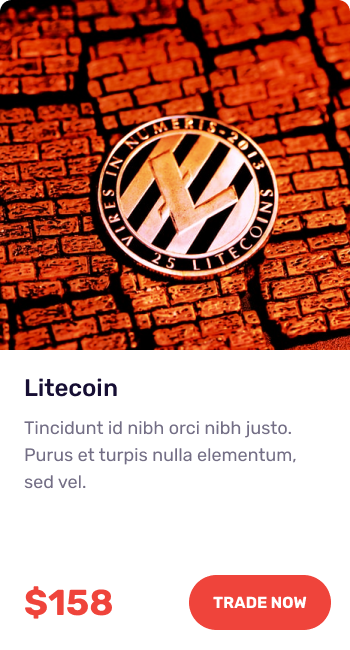 VIRES IN NUMERIS-2013
25 LITECOINS
Litecoin
Tincidunt id nibh orci nibh justo.
Purus et turpis nulla elementum,
sed vel.
$158
TRADE NOW